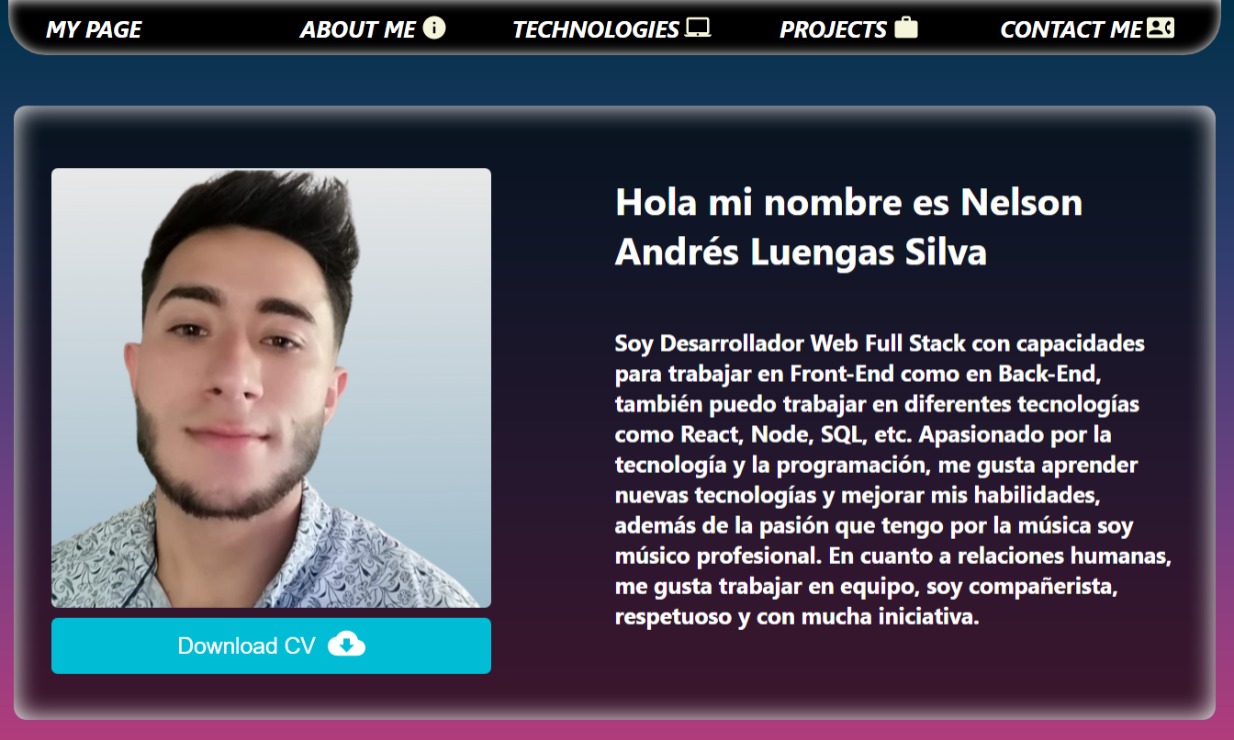 MY PAGE ABOUT ME TECHNOLOGIES PROJECTS CONTACT ME
Hola mi nombre es Nelson
Andrés Luengas Silva
Soy Desarrollador Web Full Stack con capacidades
para trabajar en Front-End como en Back-End,
también puedo trabajar en diferentes tecnologías
como React, Node, SQL, etc. Apasionado por la
tecnología y la programación, me gusta aprender
nuevas tecnologías y mejorar mis habilidades,
además de la pasión que tengo por la música soy
músico profesional. En cuanto a relaciones humanas,
me gusta trabajar en equipo, soy compañerista,
respetuoso y con mucha iniciativa.
Download CV